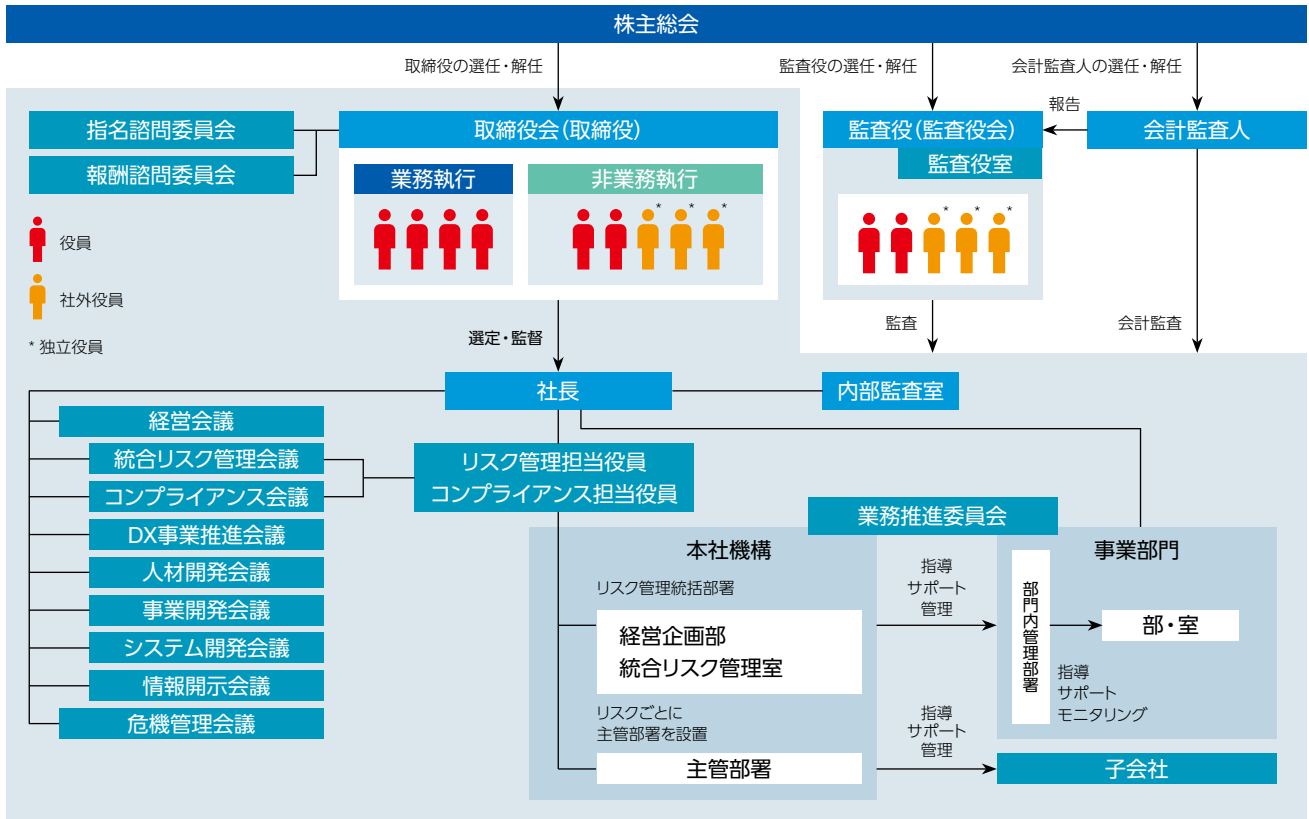 株主総会
取締役の選任・解任
監査役の選任・解任
会計監査人の選任・解任
指名諮問委員会
報酬諮問委員会
取締役会(取締役)
業務執行
非業務執行
* * *
監査役(監査役会)
監査役室
* * *
報告
会計監査人
役員
社外役員
* 独立役員
選定・監督
監査
会計監査
社長
内部監査室
経営会議
統合リスク管理会議
コンプライアンス会議
DX事業推進会議
人材開発会議
事業開発会議
システム開発会議
情報開示会議
危機管理会議
リスク管理担当役員
コンプライアンス担当役員
業務推進委員会
本社機構
リスク管理統括部署
経営企画部
統合リスク管理室
リスクごとに
主管部署を設置
主管部署
指導
サポート
管理
指導
サポート
管理
事業部門
部門内管理部署
部・室
指導
サポート
モニタリング
子会社